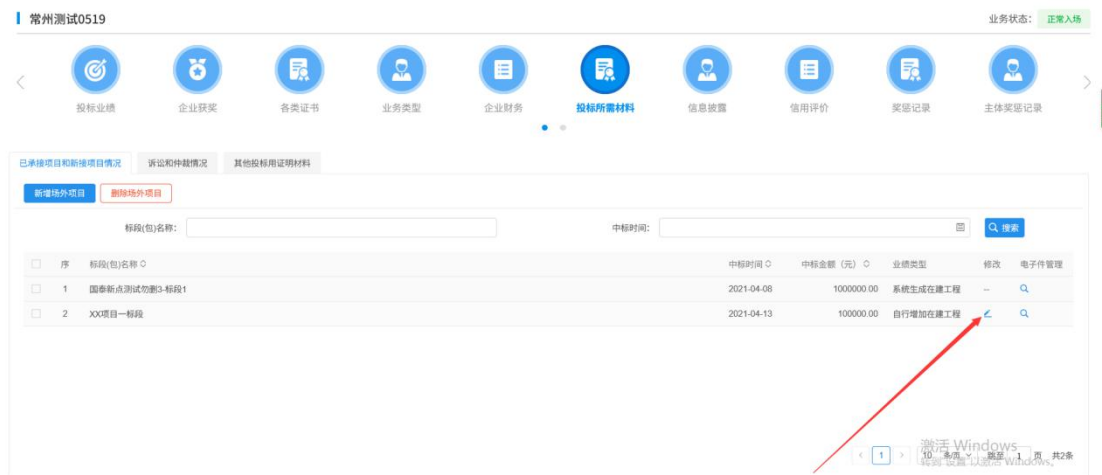 常州测试0519
业务状态: 正常入场
投标业绩 企业获奖 各类证书 业务类型 企业财务 投标所需材料 信息披露 信用评价 奖惩记录 主体奖惩记录
已承接项目和新接项目情况 诉讼和仲裁情况 其他投标用证明材料
新增场外项目 删除场外项目
标段(包)名称: 中标时间: 搜索
序 标段(包)名称 中标时间 中标金额（元） 业绩类型 修改 电子件管理
1 国泰新点测试勿删3-标段1 2021-04-08 1000000.00 系统生成在建工程 --
2 XX项目一标段 2021-04-13 100000.00 自行增加在建工程
激活 Windows
1 10 条/页 跳至 1 页 共2条
转到"设置"以激活 Windows。